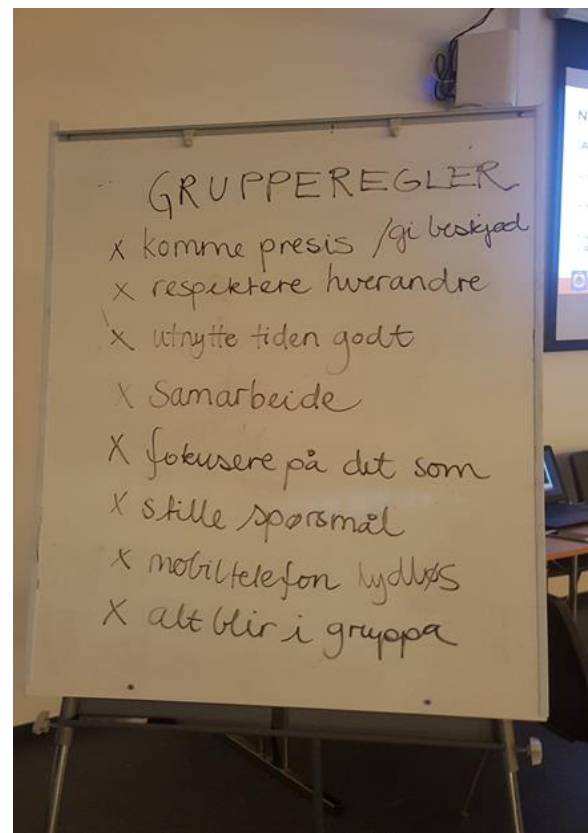 GRUPPEREGLER
x komme presis /gi beskjed
x respektere hverandre
x utnytte tiden godt
x Samarbeide
x fokusere på det som
x stille spørsmål
x mobiltelefon lydløs
x alt blir i gruppa
N